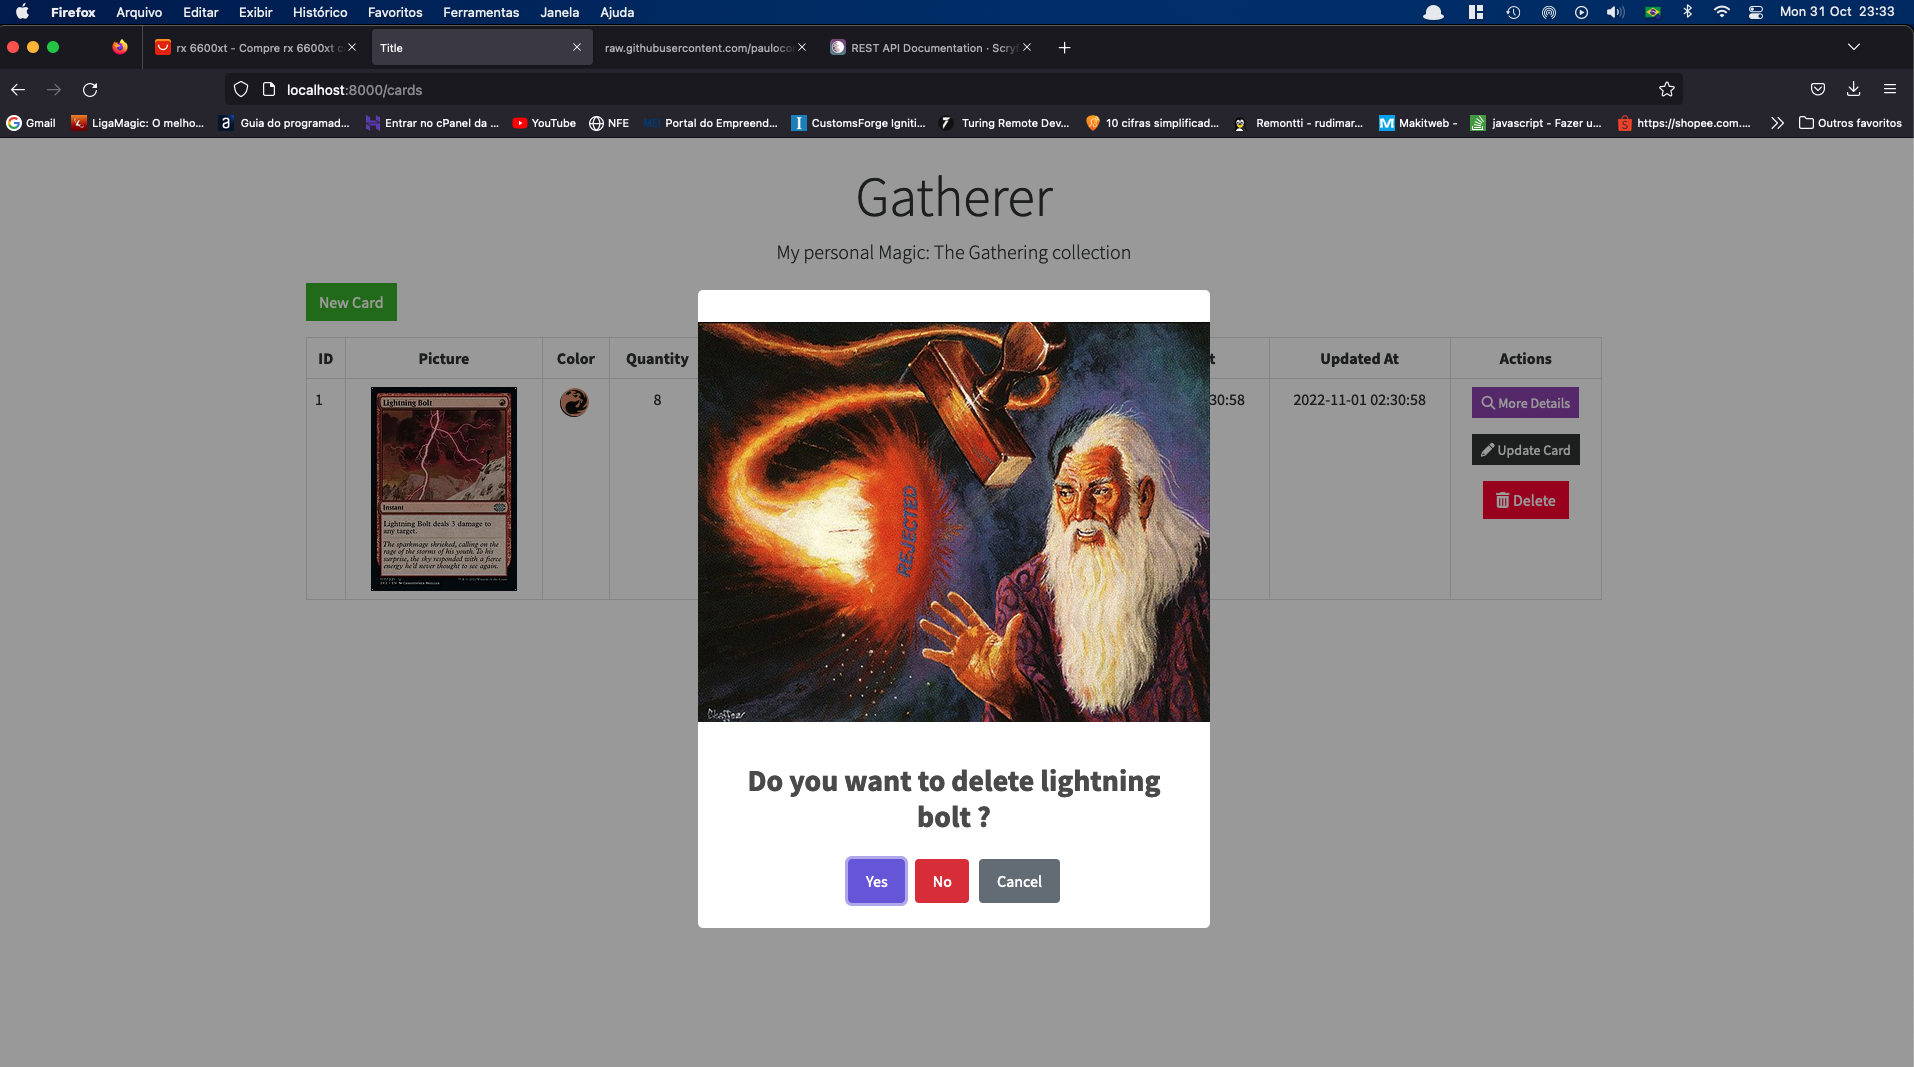 Firefox Arquivo Editar Exibir Histórico Favoritos Ferramentas Janela Ajuda Mon 31 Oct 23:33
rx 6600xt - Compre rx 6600xt c
Title
raw.githubusercontent.com/pauloco
REST API Documentation · Scryf
localhost:8000/cards
Gmail LigaMagic: O melho... Guia do programad... Entrar no cPanel da ... YouTube NFE Portal do Empreend... CustomsForge Igniti... Turing Remote Dev... 10 cifras simplificad... Remontti - rudimar... Makitweb - javascript - Fazer u... https://shopee.com.... Outros favoritos
Gatherer
My personal Magic: The Gathering collection
New Card
ID Picture Color Quantity t Updated At Actions
1 8 30:58 2022-11-01 02:30:58
Lightning Bolt
Instant
Lightning Bolt deals 3 damage to
any target.
The sparkmage shrieked, calling on the
rage of the storms of his youth. To his
surprise, the sky responded with a fierce
energy he'd never thought to see again.
More Details
Update Card
Delete
REJECTED
Do you want to delete lightning
bolt ?
Yes No Cancel